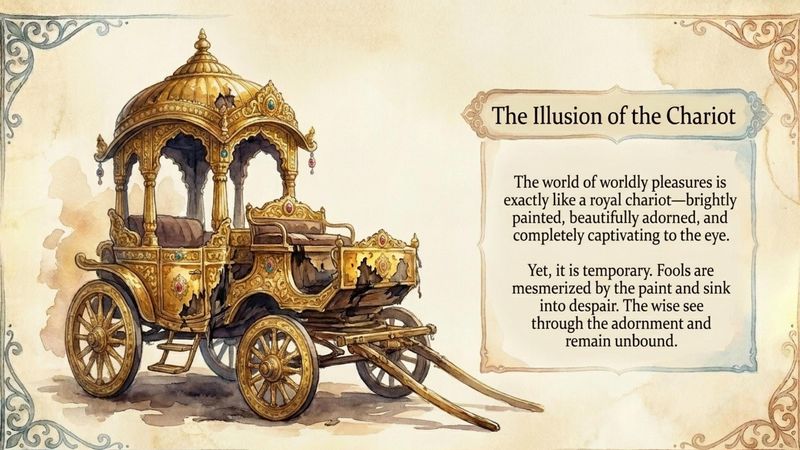 The Illusion of the Chariot
The world of worldly pleasures is
exactly like a royal chariot—brightly
painted, beautifully adorned, and
completely captivating to the eye.
Yet, it is temporary. Fools are
mesmerized by the paint and sink
into despair. The wise see
through the adornment and
remain unbound.